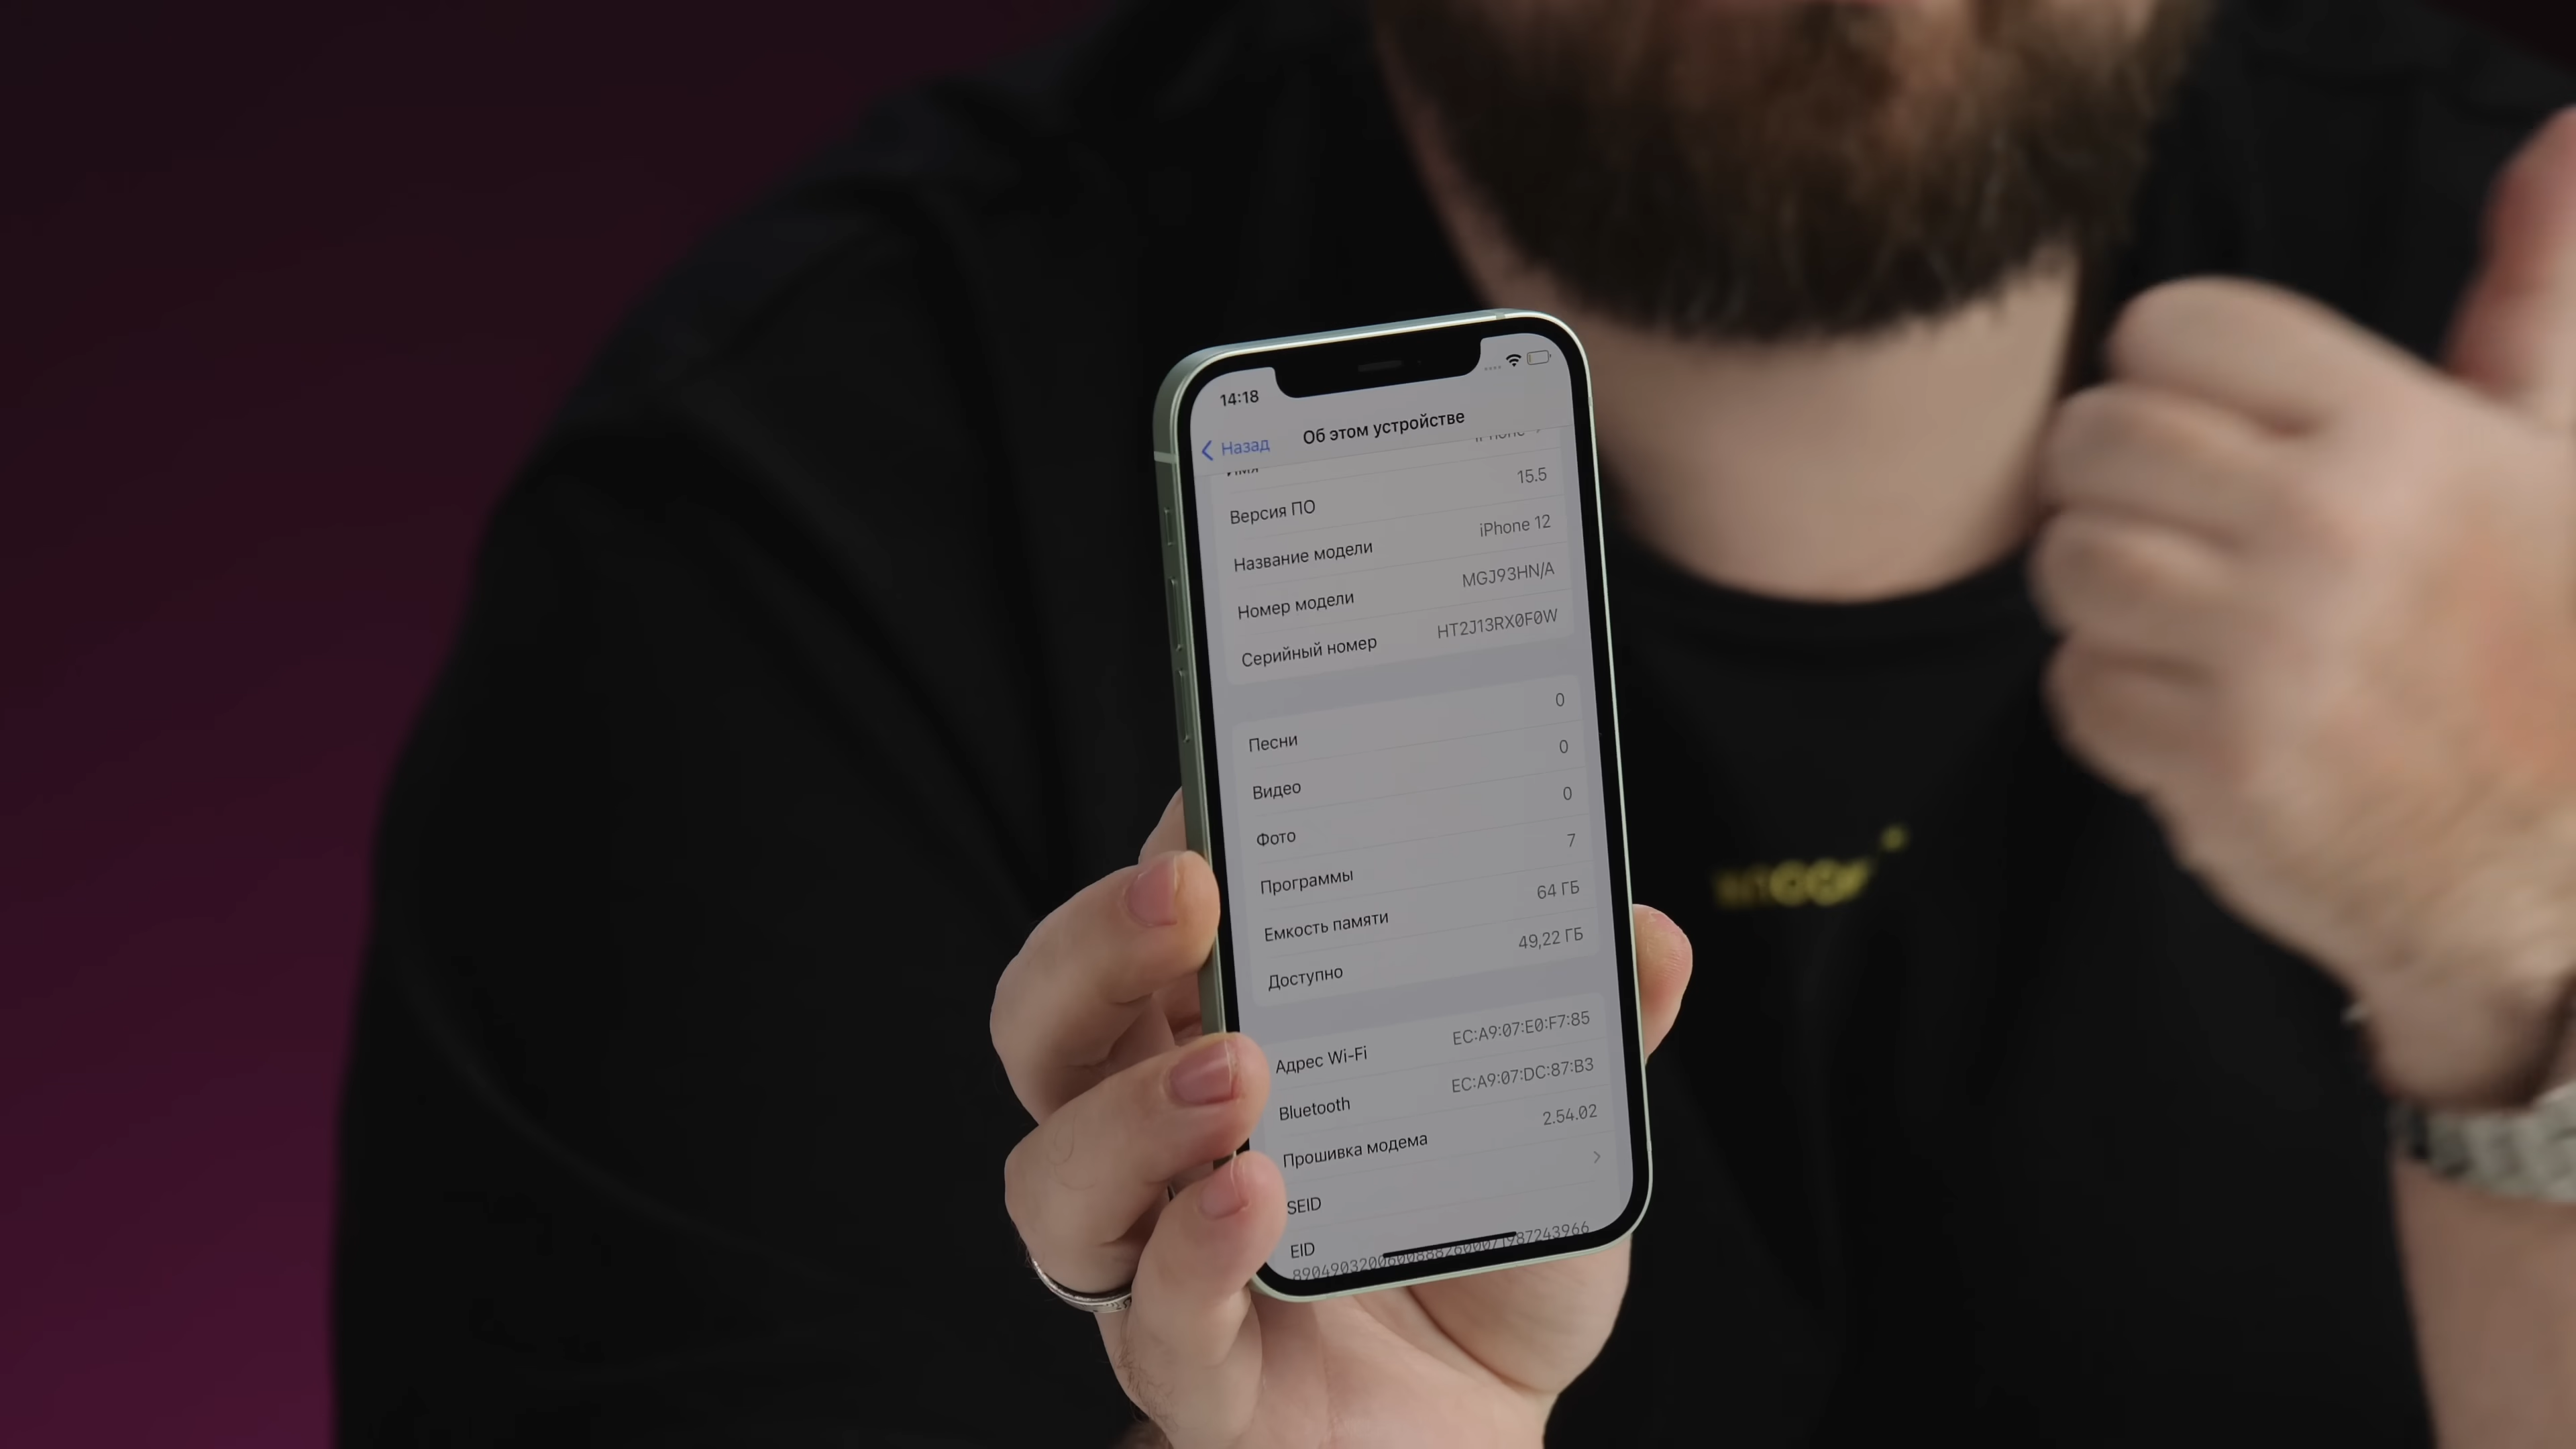 14:18
Назад
Об этом устройстве
Имя iPhone
Версия ПО 15.5
Название модели iPhone 12
Номер модели MGJ93HN/A
Серийный номер HT2J13RX0F0W
Песни 0
Видео 0
Фото 0
Программы 7
Емкость памяти 64 ГБ
Доступно 49,22 ГБ
Адрес Wi-Fi EC:A9:07:E0:F7:85
Bluetooth EC:A9:07:DC:87:B3
Прошивка модема 2.54.02
SEID
EID